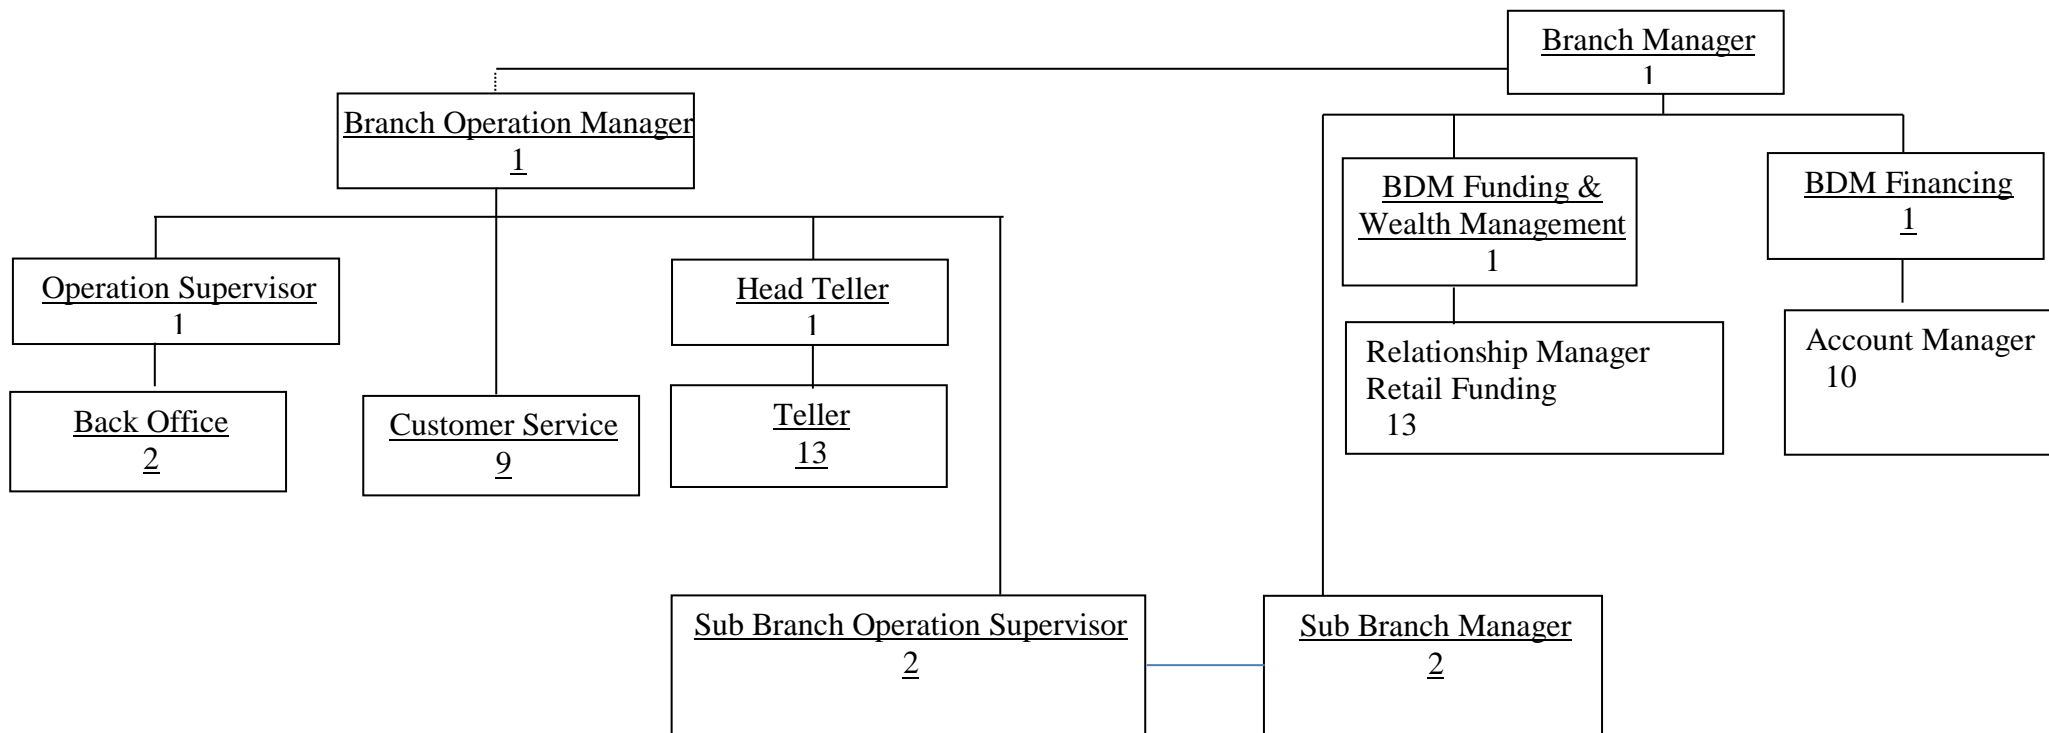 Branch Manager
1
Branch Operation Manager
1
BDM Funding &
Wealth Management
1
BDM Financing
1
Operation Supervisor
1
Head Teller
1
Relationship Manager
Retail Funding
13
Account Manager
10
Back Office
2
Customer Service
9
Teller
13
Sub Branch Operation Supervisor
2
Sub Branch Manager
2